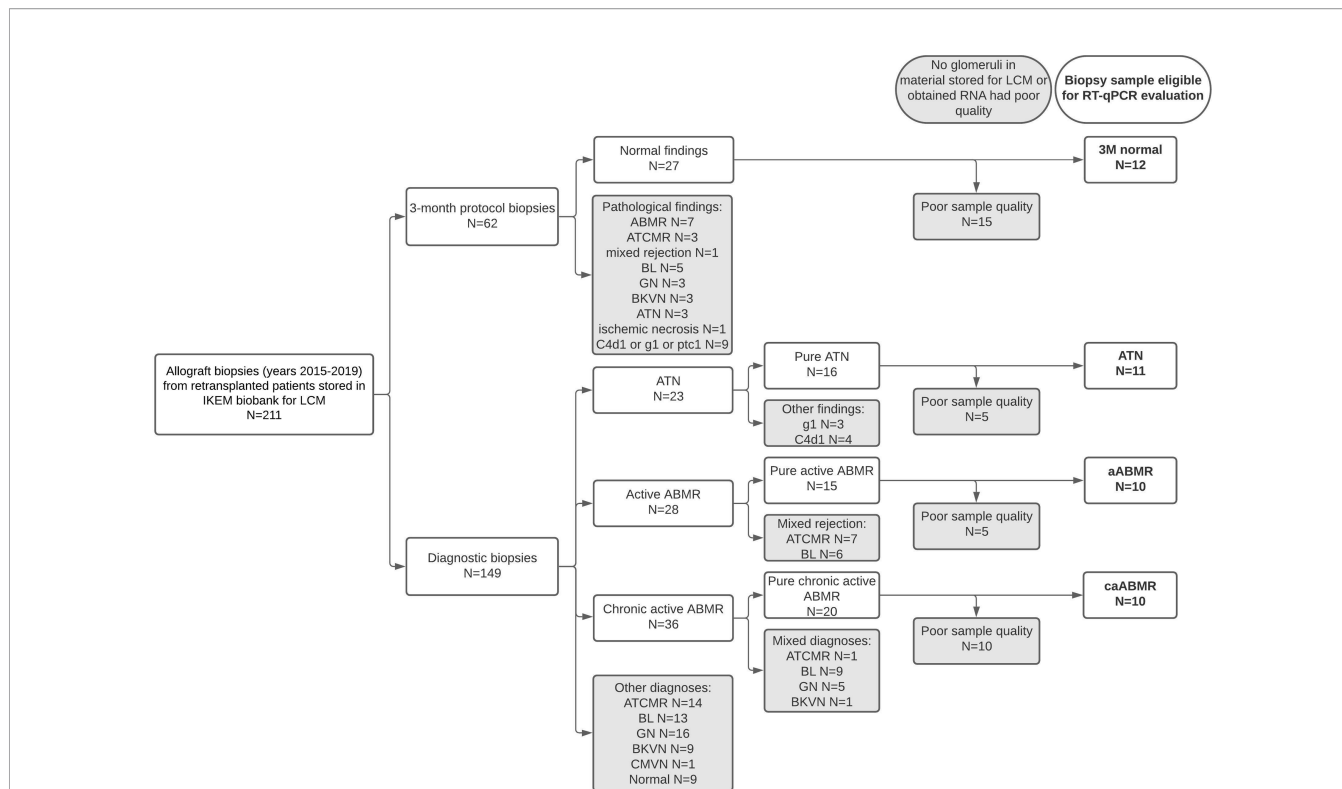 No glomeruli in
material stored for LCM or
obtained RNA had poor
quality
Biopsy sample eligible
for RT-qPCR evaluation
Normal findings
N=27
3M normal
N=12
Poor sample quality
N=15
3-month protocol biopsies
N=62
Pathological findings:
ABMR N=7
ATCMR N=3
mixed rejection N=1
BL N=5
GN N=3
BKVN N=3
ATN N=3
ischemic necrosis N=1
C4d1 or g1 or ptc1 N=9
Allograft biopsies (years 2015-2019)
from retransplanted patients stored in
IKEM biobank for LCM
N=211
ATN
N=23
Pure ATN
N=16
ATN
N=11
Poor sample quality
N=5
Other findings:
g1 N=3
C4d1 N=4
Active ABMR
N=28
Pure active ABMR
N=15
aABMR
N=10
Poor sample quality
N=5
Mixed rejection:
ATCMR N=7
BL N=6
Diagnostic biopsies
N=149
Chronic active ABMR
N=36
Pure chronic active
ABMR
N=20
caABMR
N=10
Poor sample quality
N=10
Mixed diagnoses:
ATCMR N=1
BL N=9
GN N=5
BKVN N=1
Other diagnoses:
ATCMR N=14
BL N=13
GN N=16
BKVN N=9
CMVN N=1
Normal N=9